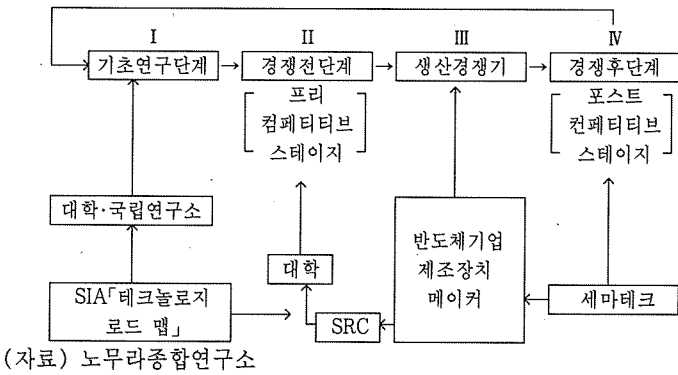 I II III Ⅳ
기초연구단계 → 경쟁전단계 → 생산경쟁기 → 경쟁후단계
프리
컴페티티브
스테이지
포스트
컨페티티브
스테이지
대학·국립연구소
반도체기업
제조장치
메이커
대학
세마테크
SIA「테크놀로지
로드 맵」
SRC
(자료) 노무라종합연구소